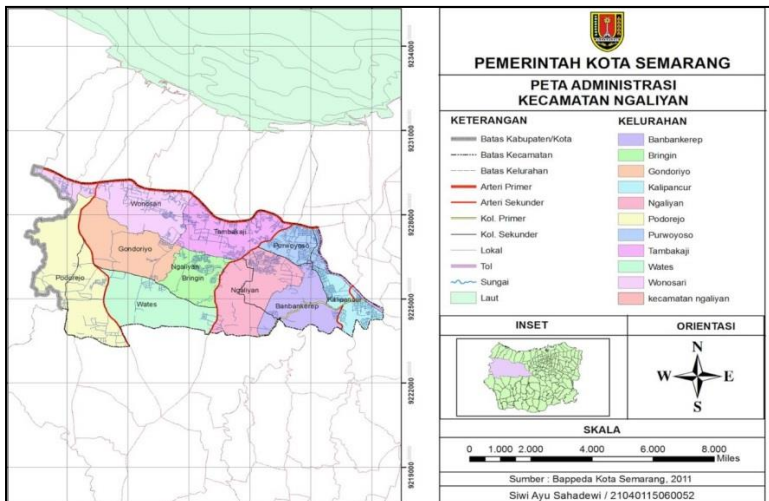 9234000
9231000
9228000
9225000
9222000
9219000
Wonosari
Tambakaji
Purwoyoso
Gondoriyo
Ngaliyan
Bringin
Podorejo
Ngaliyan
Kalipancur
Wates
Banbankerep
PEMERINTAH KOTA SEMARANG
PETA ADMINISTRASI
KECAMATAN NGALIYAN
KETERANGAN
Batas Kabupaten/Kota
Batas Kecamatan
Batas Kelurahan
Arteri Primer
Arteri Sekunder
Kol. Primer
Kol. Sekunder
Lokal
Tol
Sungai
Laut
KELURAHAN
Banbankerep
Bringin
Gondoriyo
Kalipancur
Ngaliyan
Podorejo
Purwoyoso
Tambakaji
Wates
Wonosari
kecamatan ngaliyan
INSET
ORIENTASI
N
W E
S
SKALA
0 1.000 2.000 4.000 6.000 8.000
Miles
Sumber : Bappeda Kota Semarang, 2011
Siwi Ayu Sahadewi / 21040115060052